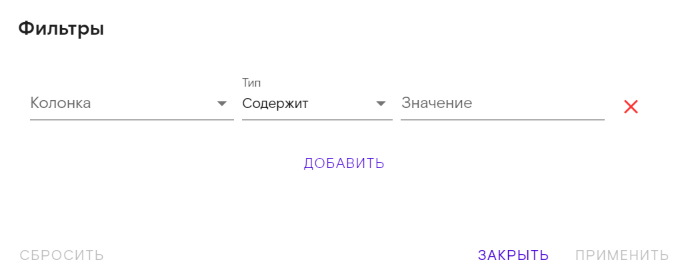 Фильтры
Тип
Колонка Содержит Значение
ДОБАВИТЬ
СБРОСИТЬ ЗАКРЫТЬ ПРИМЕНИТЬ